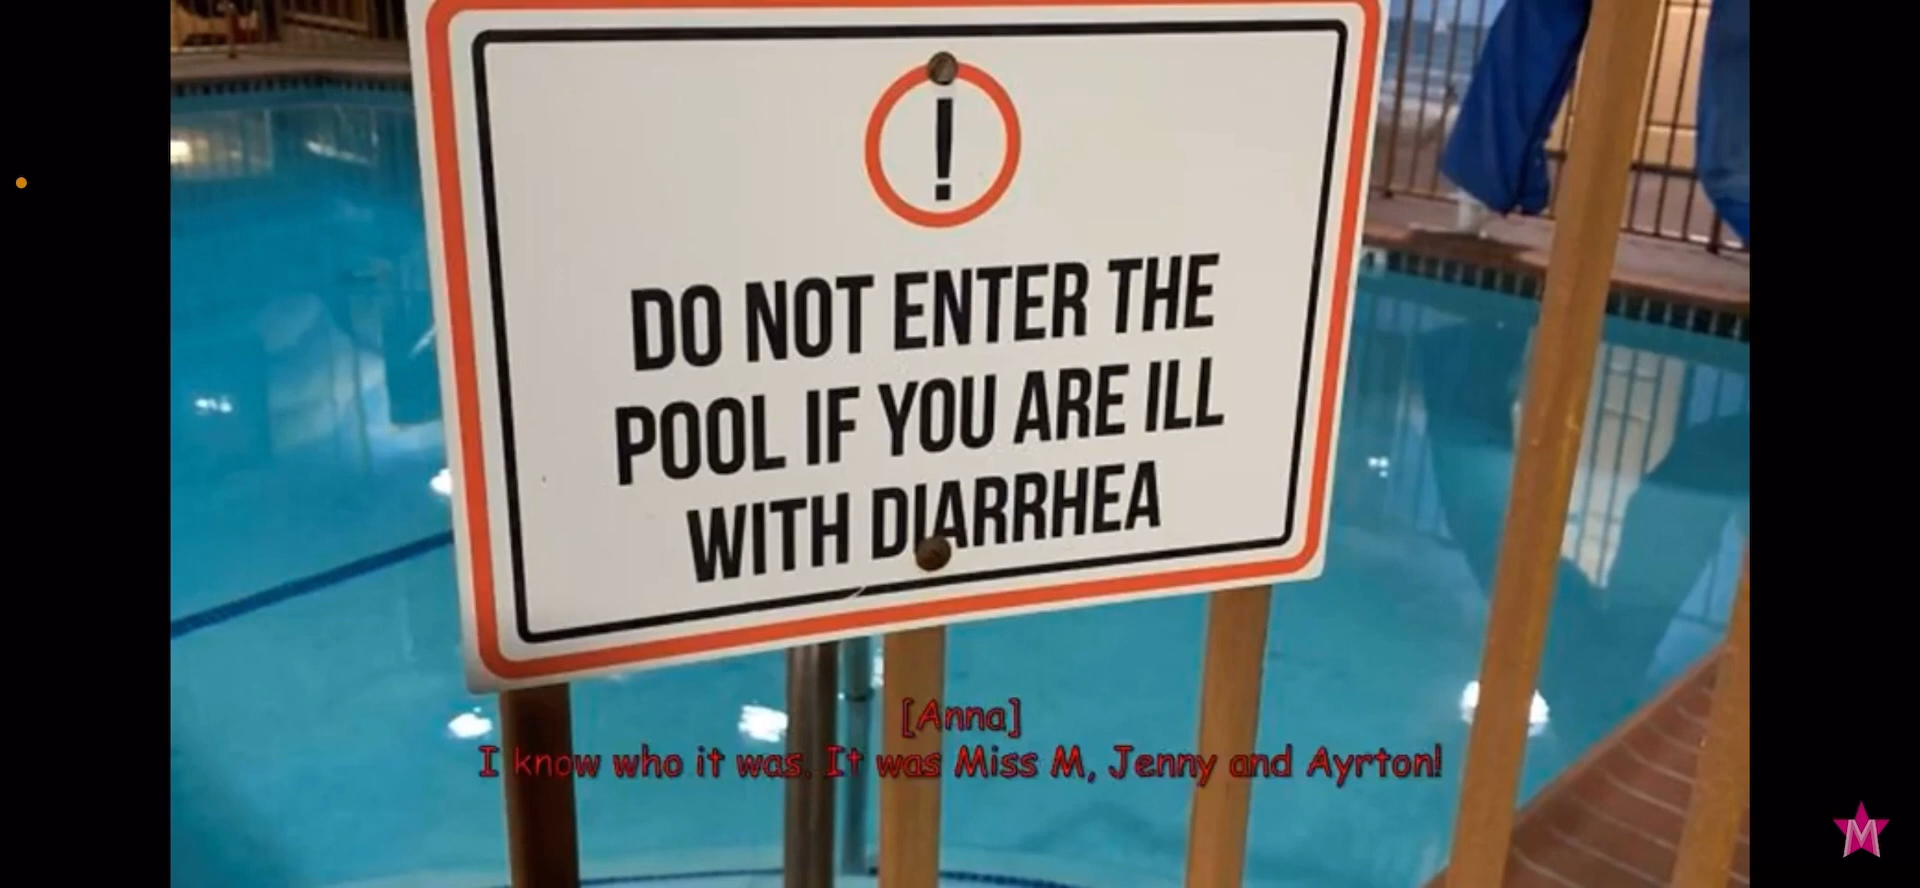 !
DO NOT ENTER THE
POOL IF YOU ARE ILL
WITH DIARRHEA
[Anna]
I know who it was. It was Miss M, Jenny and Ayrton!
M